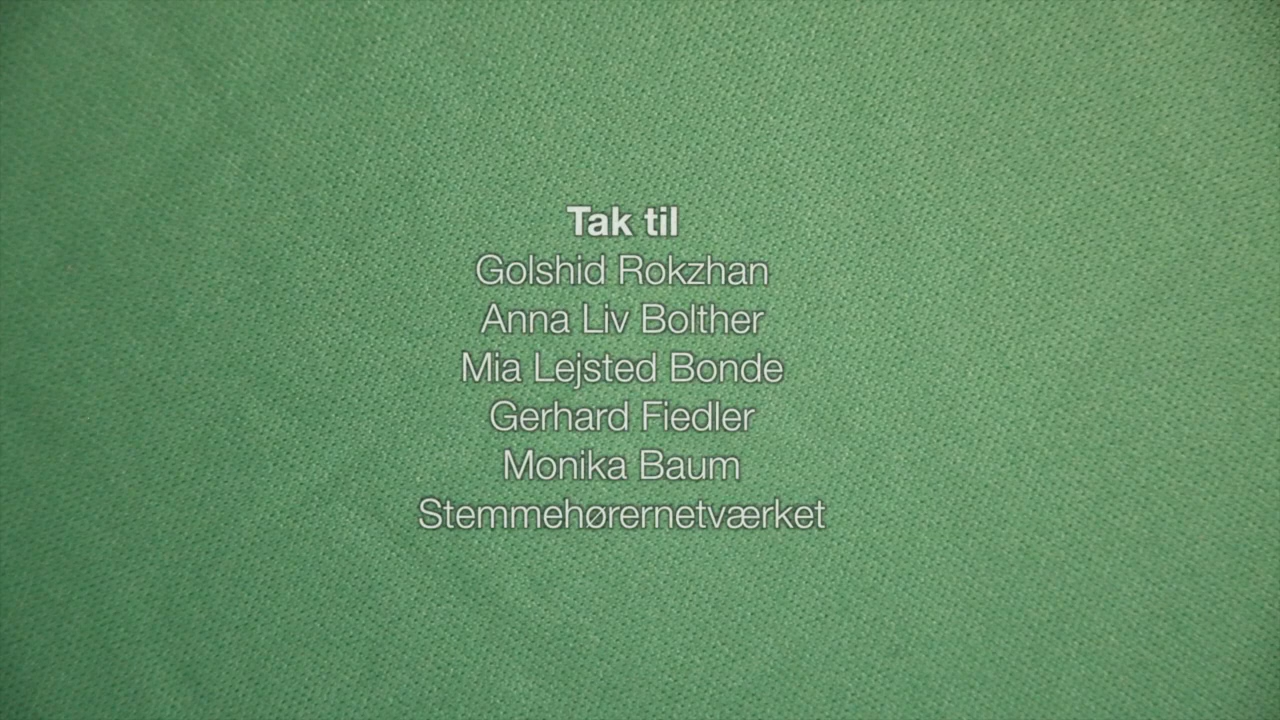 Tak til
Golshid Rokzhan
Anna Liv Bolther
Mia Lejsted Bonde
Gerhard Fiedler
Monika Baum
Stemmehørernetværket